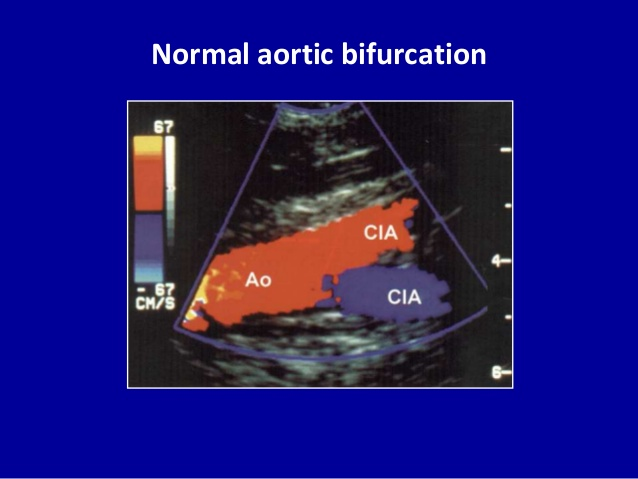 Normal aortic bifurcation
67
- 67
CM/S
CIA
Ao
CIA
4
6